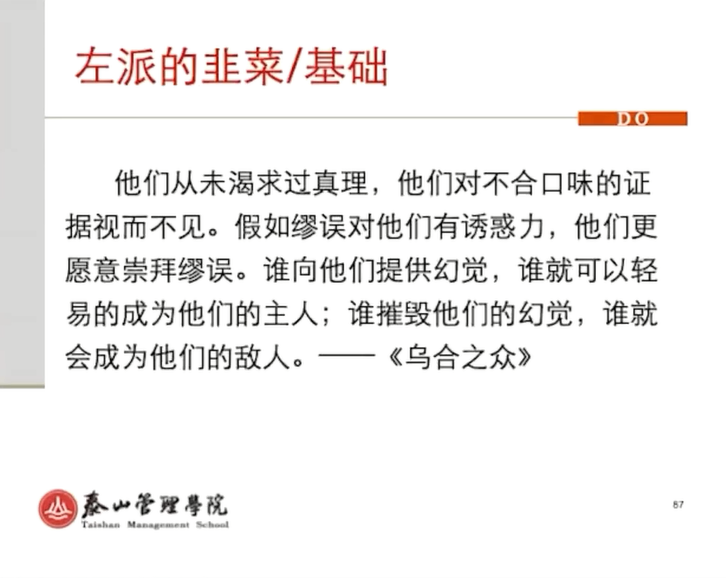 左派的韭菜/基础
DO
他们从未渴求过真理，他们对不合口味的证
据视而不见。假如缪误对他们有诱惑力，他们更
愿意崇拜缪误。谁向他们提供幻觉，谁就可以轻
易的成为他们的主人；谁摧毁他们的幻觉，谁就
会成为他们的敌人。——《乌合之众》
泰山管理學院
Taishan Management School
87